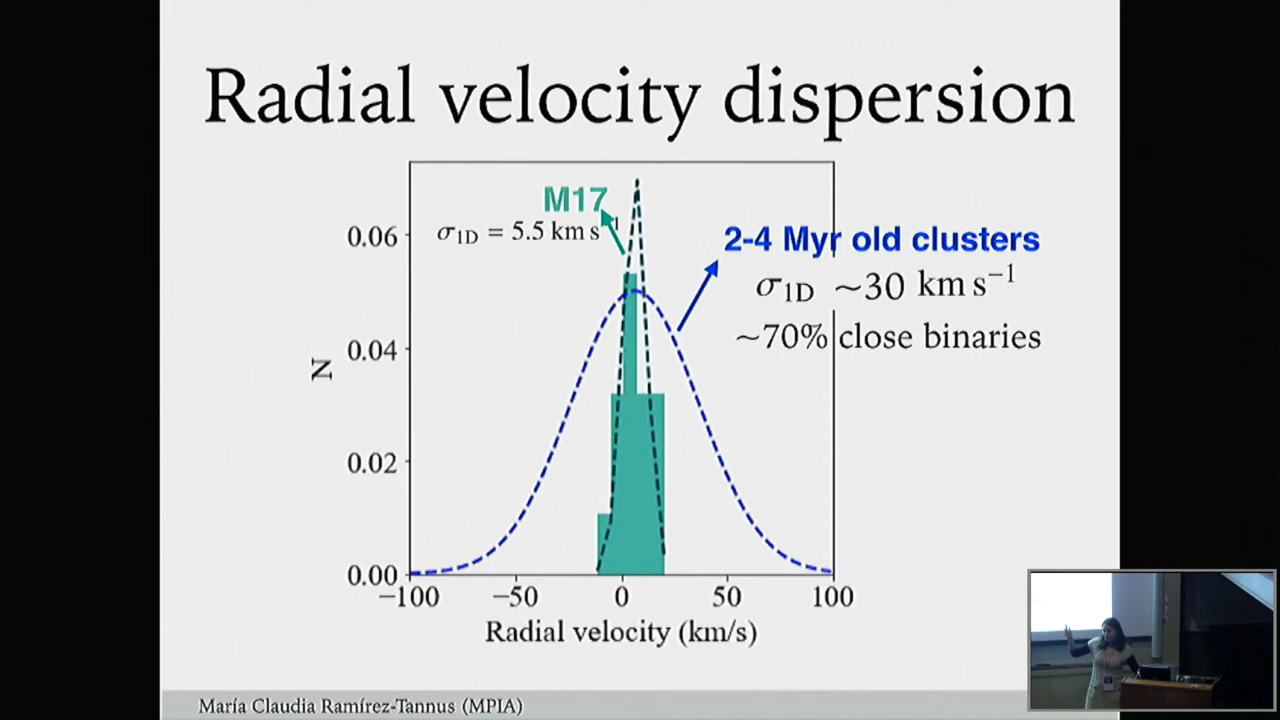 Radial velocity dispersion
M17
σ1D = 5.5 km s⁻¹
2-4 Myr old clusters
σ1D ~30 km s⁻¹
~70% close binaries
N
0.06
0.04
0.02
0.00
−100 −50 0 50 100
Radial velocity (km/s)
María Claudia Ramírez-Tannus (MPIA)